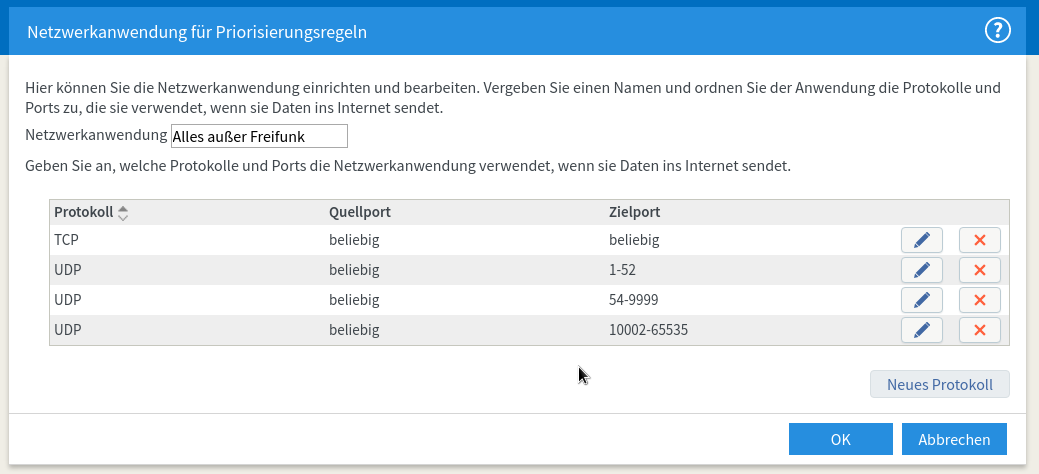 Netzwerkanwendung für Priorisierungsregeln
?
Hier können Sie die Netzwerkanwendung einrichten und bearbeiten. Vergeben Sie einen Namen und ordnen Sie der Anwendung die Protokolle und
Ports zu, die sie verwendet, wenn sie Daten ins Internet sendet.
Netzwerkanwendung Alles außer Freifunk
Geben Sie an, welche Protokolle und Ports die Netzwerkanwendung verwendet, wenn sie Daten ins Internet sendet.
Protokoll Quellport Zielport
TCP beliebig beliebig
UDP beliebig 1-52
UDP beliebig 54-9999
UDP beliebig 10002-65535
Neues Protokoll
OK Abbrechen